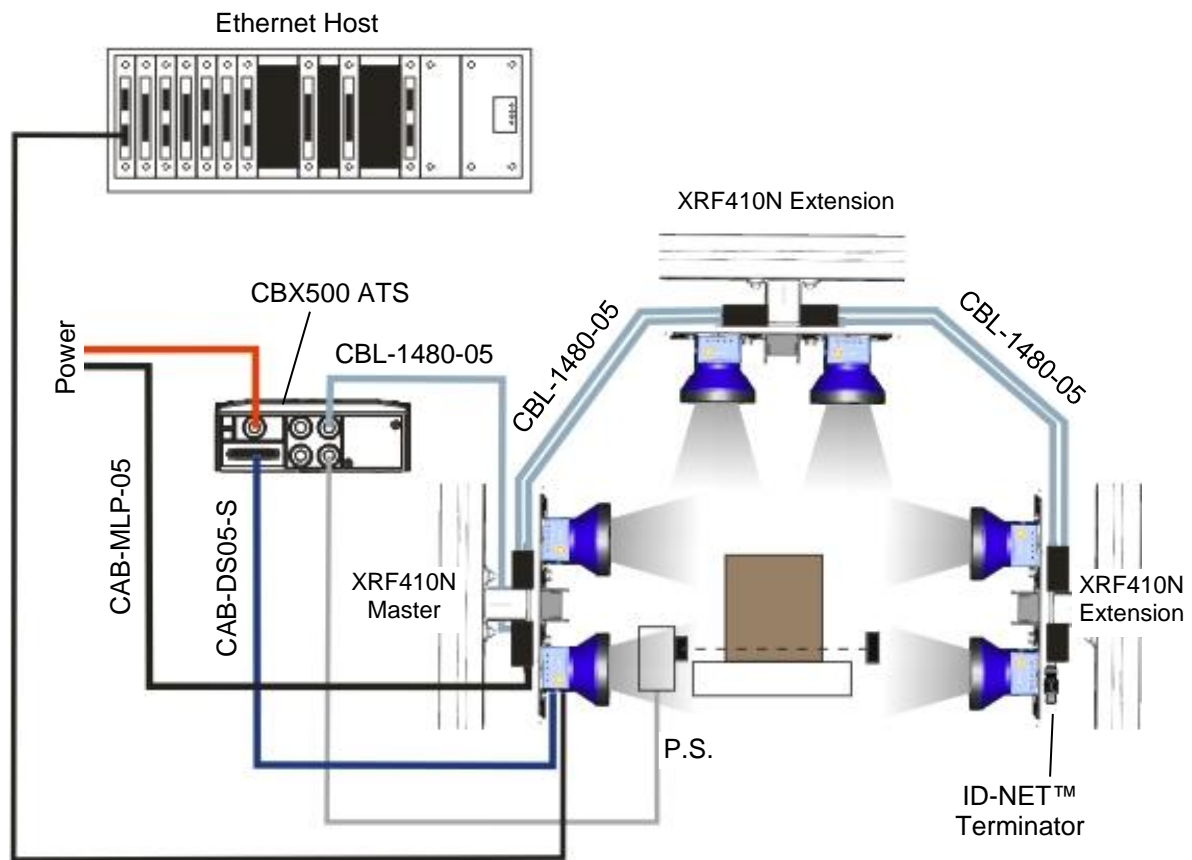 Ethernet Host
XRF410N Extension
CBX500 ATS
Power
CBL-1480-05
CBL-1480-05
CBL-1480-05
CAB-MLP-05
CAB-DS05-S
XRF410N
Master
XRF410N
Extension
P.S.
ID-NET™
Terminator